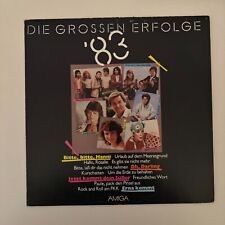 DIE GROSSEN ERFOLGE
'83
Bitte, bitte, Hanni Urlaub auf dem Meeresgrund
Hallo, Rosalie Es gibt sie nicht mehr
Bitte, laß dir das nicht nehmen Oh, Darling
Kurschatten Um die Erde zu behalten
Jetzt kommt dein Süßer Freundliches Wort
Paule, pack den Pinsel aus
Rock and Roll am FKK Erna kommt
AMIGA